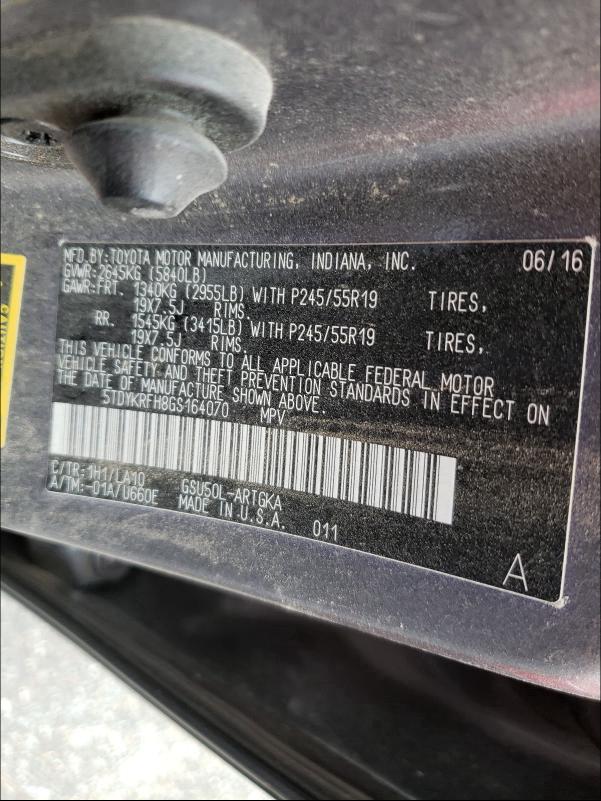 MFD.BY:TOYOTA MOTOR MANUFACTURING, INDIANA, INC. 06/16
GVWR:2645KG (5840LB)
GAWR:FRT. 1340KG (2955LB) WITH P245/55R19 TIRES,
19X7.5J RIMS.
RR. 1545KG (3415LB) WITH P245/55R19 TIRES,
19X7.5J RIMS
THIS VEHICLE CONFORMS TO ALL APPLICABLE FEDERAL MOTOR
VEHICLE SAFETY AND THEFT PREVENTION STANDARDS IN EFFECT ON
THE DATE OF MANUFACTURE SHOWN ABOVE.
5TDYKRFH8GS164070 MPV
C/TR:1H1/LA10 GSU50L-ARTGKA
A/TM:-01A/U660E MADE IN U.S.A. 011
A